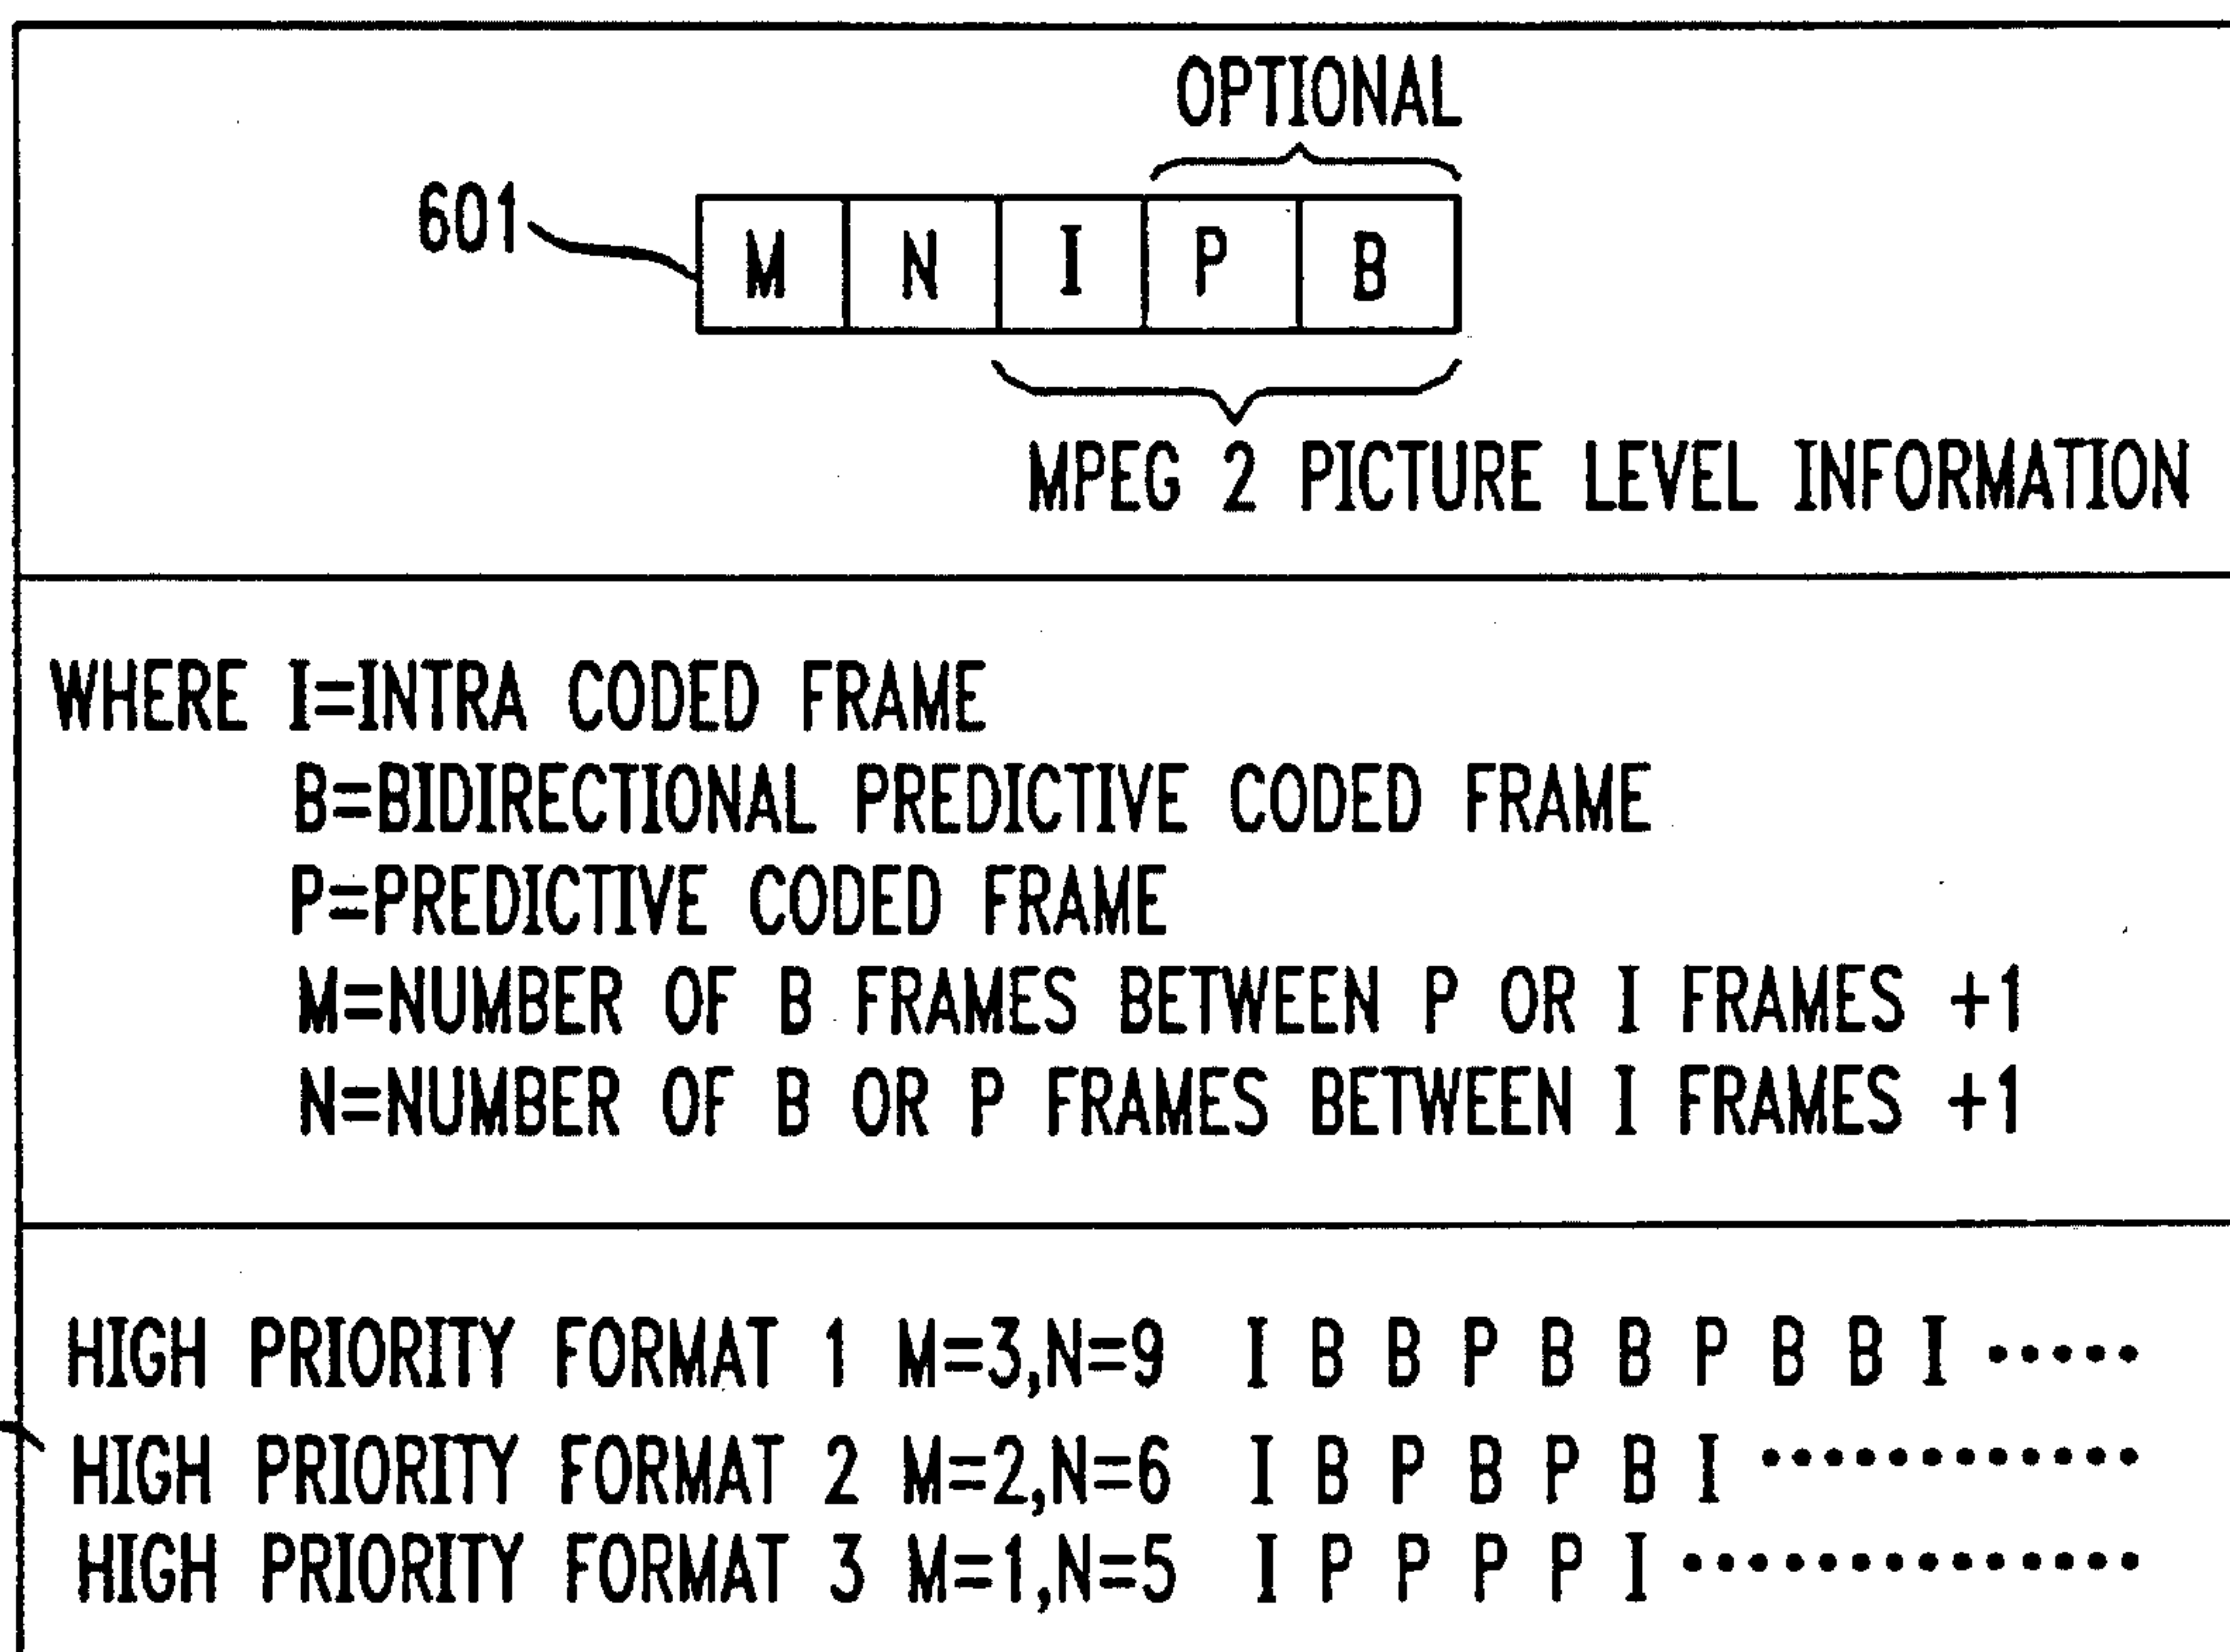 OPTIONAL
601
M N I P B
MPEG 2 PICTURE LEVEL INFORMATION
WHERE I=INTRA CODED FRAME
B=BIDIRECTIONAL PREDICTIVE CODED FRAME
P=PREDICTIVE CODED FRAME
M=NUMBER OF B FRAMES BETWEEN P OR I FRAMES +1
N=NUMBER OF B OR P FRAMES BETWEEN I FRAMES +1
HIGH PRIORITY FORMAT 1 M=3,N=9 I B B P B B P B B I •••••
HIGH PRIORITY FORMAT 2 M=2,N=6 I B P B P B I ••••••••••••
HIGH PRIORITY FORMAT 3 M=1,N=5 I P P P P I ••••••••••••••